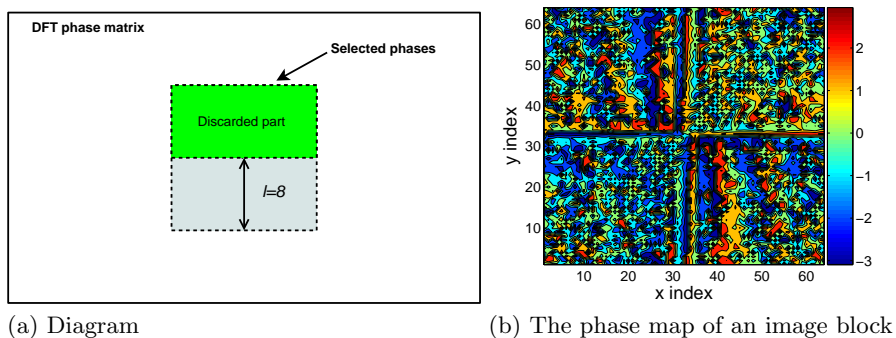 DFT phase matrix
Selected phases
Discarded part
l=8
60
50
40
30
20
10
y index
10 20 30 40 50 60
x index
2
1
0
−1
−2
−3
(a) Diagram
(b) The phase map of an image block